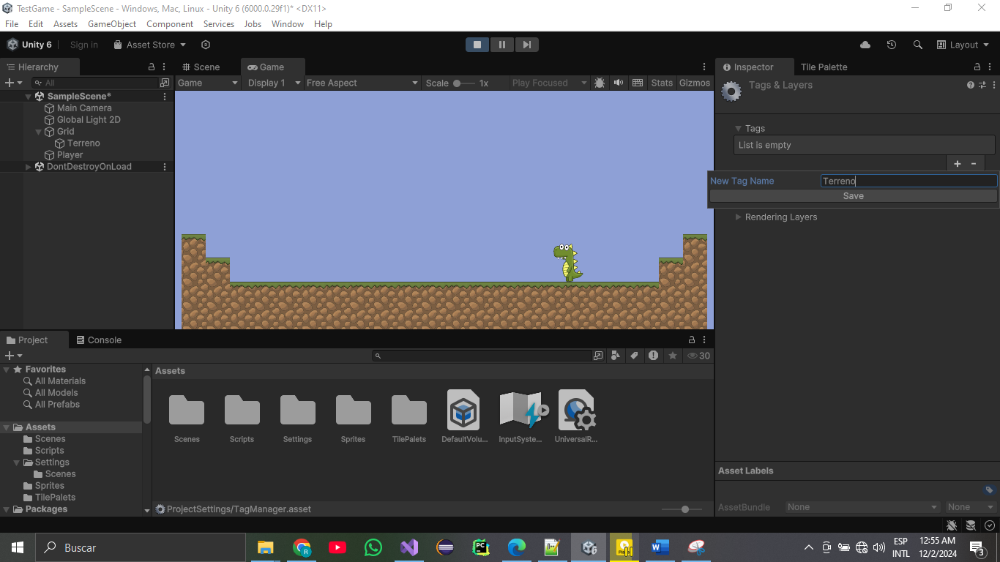 TestGame - SampleScene - Windows, Mac, Linux - Unity 6 (6000.0.29f1)* <DX11>
File Edit Assets GameObject Component Services Jobs Window Help
Unity 6 Sign in Asset Store Layout
Hierarchy Scene Game Inspector Tile Palette
All Game Display 1 Free Aspect Scale 1x Play Focused Stats Gizmos Tags & Layers
SampleScene*
Main Camera
Global Light 2D
Grid
Terreno
Player
DontDestroyOnLoad
Tags
List is empty
New Tag Name Terreno
Save
Rendering Layers
Project Console
30
Favorites
All Materials
All Models
All Prefabs
Assets
Scenes
Scripts
Settings
Scenes
Sprites
TilePalets
Packages
Assets
Scenes Scripts Settings Sprites TilePalets DefaultVolu... InputSyste... UniversalR...
ProjectSettings/TagManager.asset
Asset Labels
AssetBundle None None
Buscar
ESP
INTL
12:55 AM
12/2/2024
3